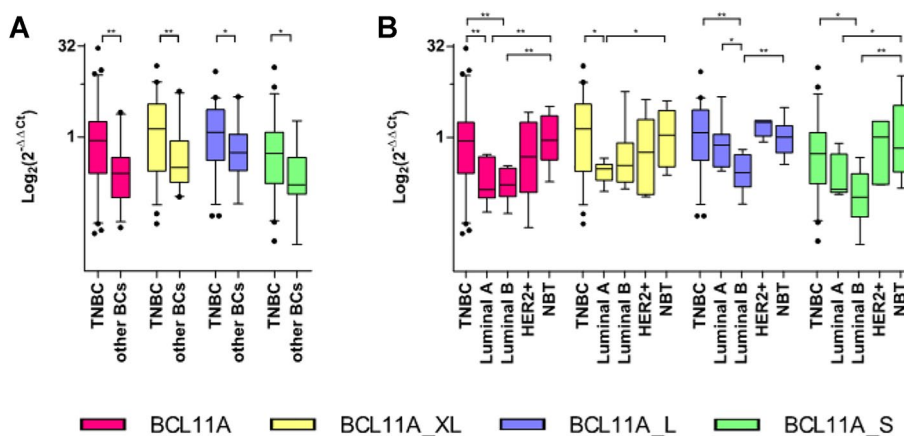 A
B
32
1
Log₂(2^-ΔΔCt)
** ** * *
TNBC
other BCs
TNBC
other BCs
TNBC
other BCs
TNBC
other BCs
32
1
Log₂(2^-ΔΔCt)
**
** **
**
* *
**
*
**
*
*
**
TNBC
Luminal A
Luminal B
HER2+
NBT
TNBC
Luminal A
Luminal B
HER2+
NBT
TNBC
Luminal A
Luminal B
HER2+
NBT
TNBC
Luminal A
Luminal B
HER2+
NBT
BCL11A BCL11A_XL BCL11A_L BCL11A_S